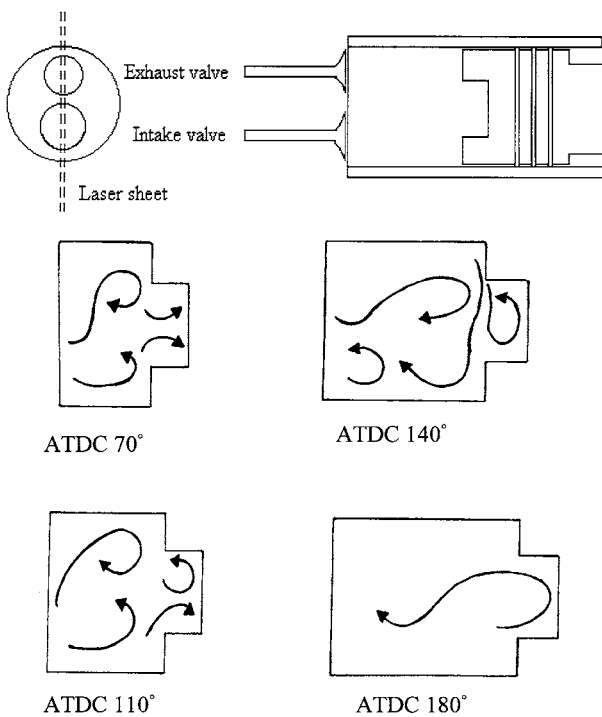 Exhaust valve
Intake valve
Laser sheet
ATDC 70°
ATDC 140°
ATDC 110°
ATDC 180°